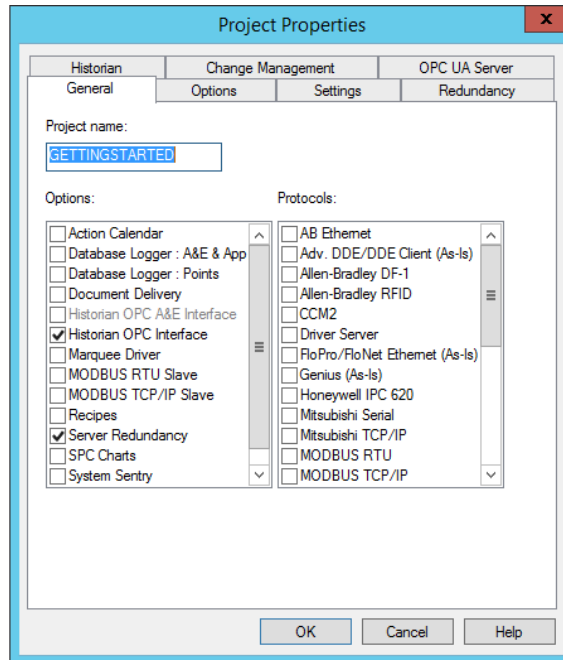 Project Properties
x
Historian Change Management OPC UA Server
General Options Settings Redundancy
Project name:
GETTINGSTARTED
Options:
Protocols:
Action Calendar
Database Logger : A&E & App
Database Logger : Points
Document Delivery
Historian OPC A&E Interface
Historian OPC Interface
Marquee Driver
MODBUS RTU Slave
MODBUS TCP/IP Slave
Recipes
Server Redundancy
SPC Charts
System Sentry
AB Ethernet
Adv. DDE/DDE Client (As-Is)
Allen-Bradley DF-1
Allen-Bradley RFID
CCM2
Driver Server
FloPro/FloNet Ethernet (As-Is)
Genius (As-Is)
Honeywell IPC 620
Mitsubishi Serial
Mitsubishi TCP/IP
MODBUS RTU
MODBUS TCP/IP
OK Cancel Help